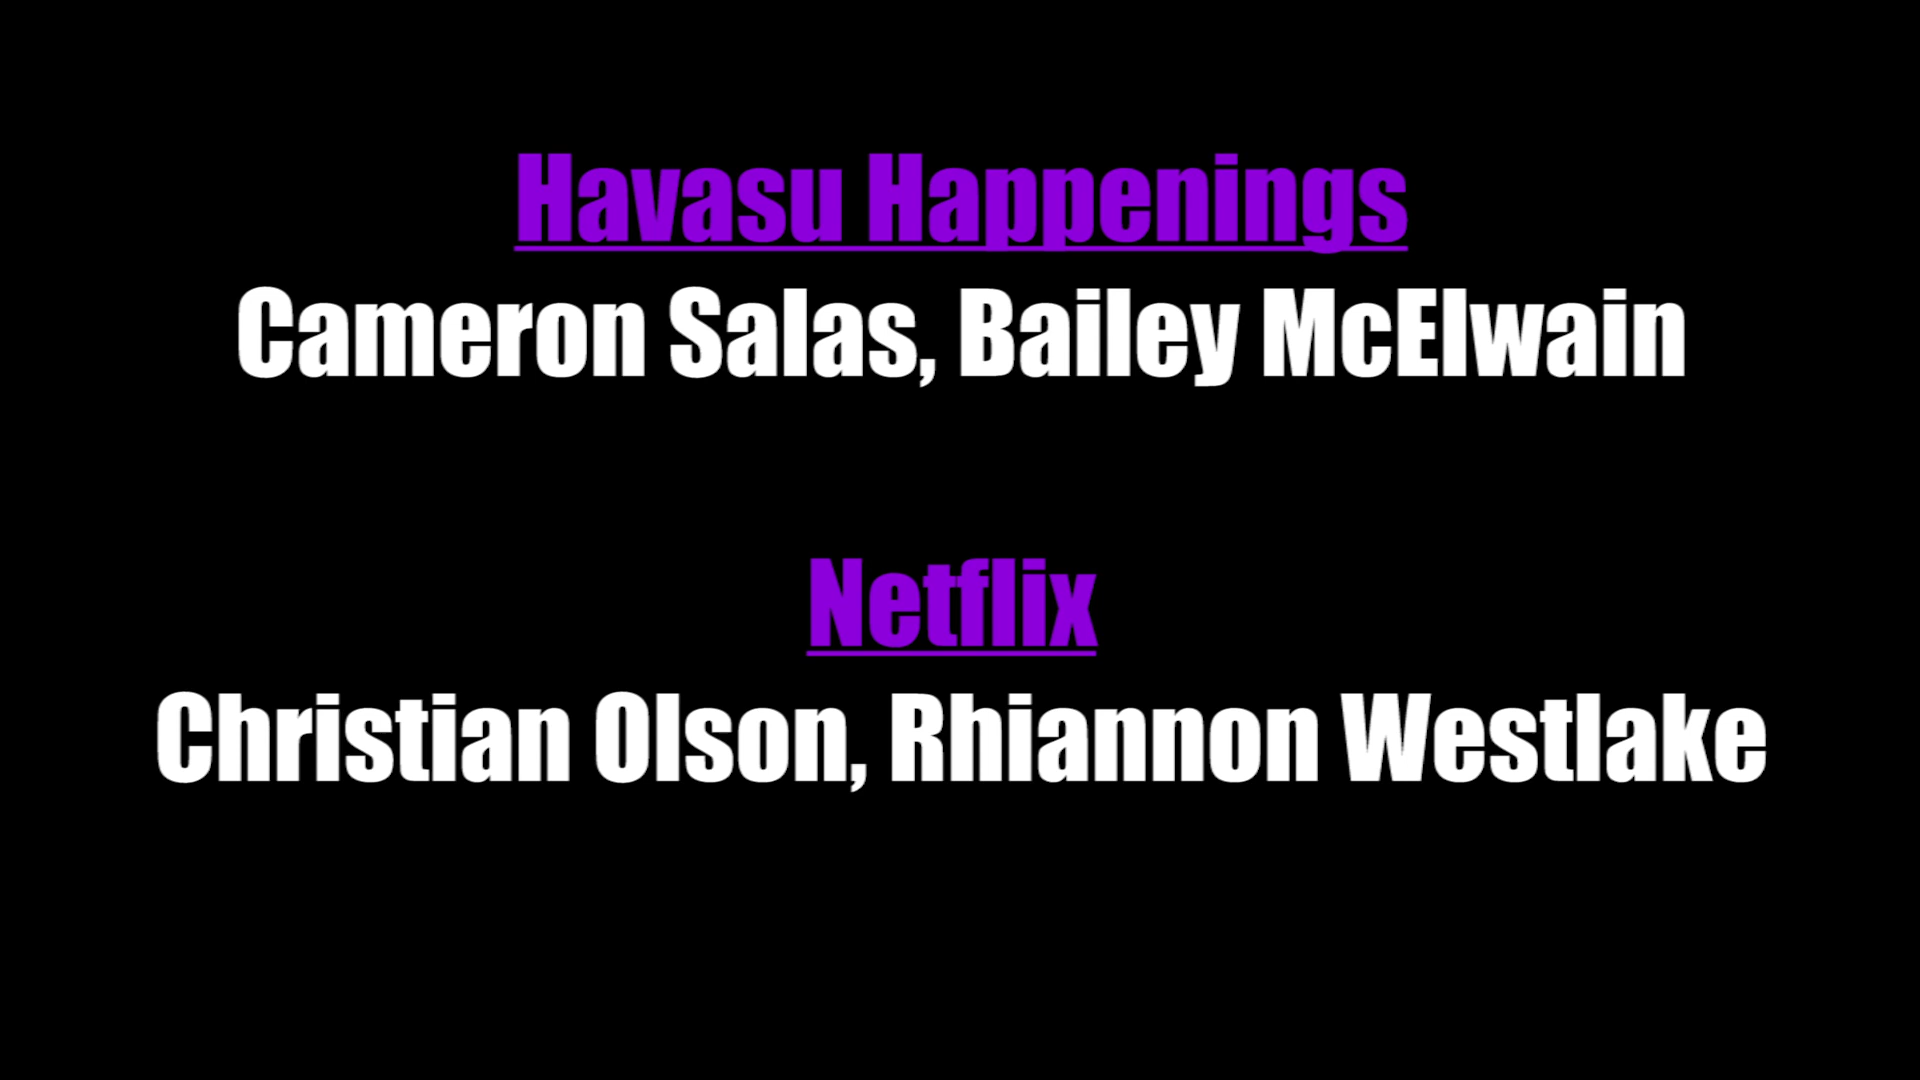 Havasu Happenings
Cameron Salas, Bailey McElwain
Netflix
Christian Olson, Rhiannon Westlake